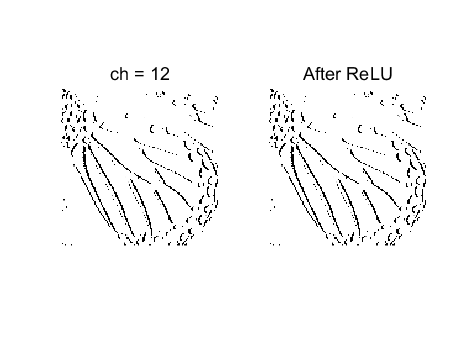 ch = 12
After ReLU